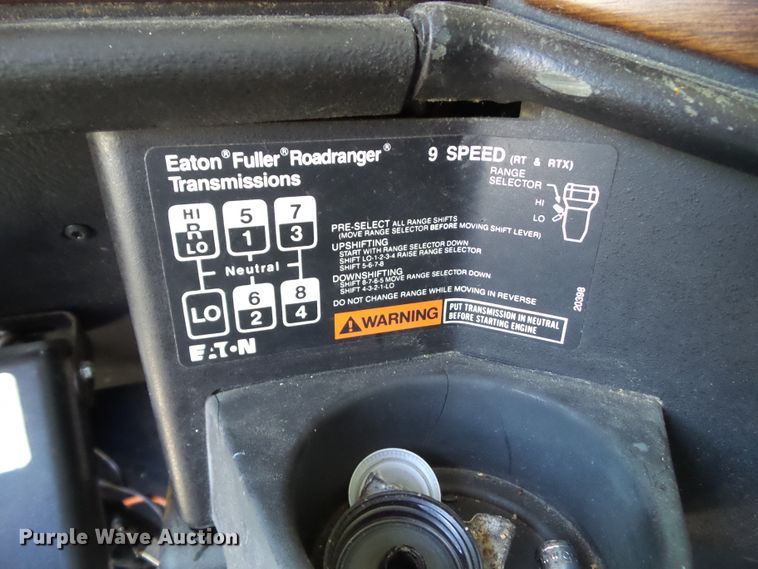 Eaton® Fuller® Roadranger®
Transmissions
9 SPEED (RT & RTX)
RANGE
SELECTOR
HI
LO
HI
R
LO
5
1
7
3
Neutral
LO
6
2
8
4
EATON
PRE-SELECT ALL RANGE SHIFTS
(MOVE RANGE SELECTOR BEFORE MOVING SHIFT LEVER)
UPSHIFTING
START WITH RANGE SELECTOR DOWN
SHIFT LO-1-2-3-4 RAISE RANGE SELECTOR
SHIFT 5-6-7-8
DOWNSHIFTING
SHIFT 8-7-6-5 MOVE RANGE SELECTOR DOWN
SHIFT 4-3-2-1-LO
DO NOT CHANGE RANGE WHILE MOVING IN REVERSE
WARNING
PUT TRANSMISSION IN NEUTRAL
BEFORE STARTING ENGINE
20398
Purple Wave Auction